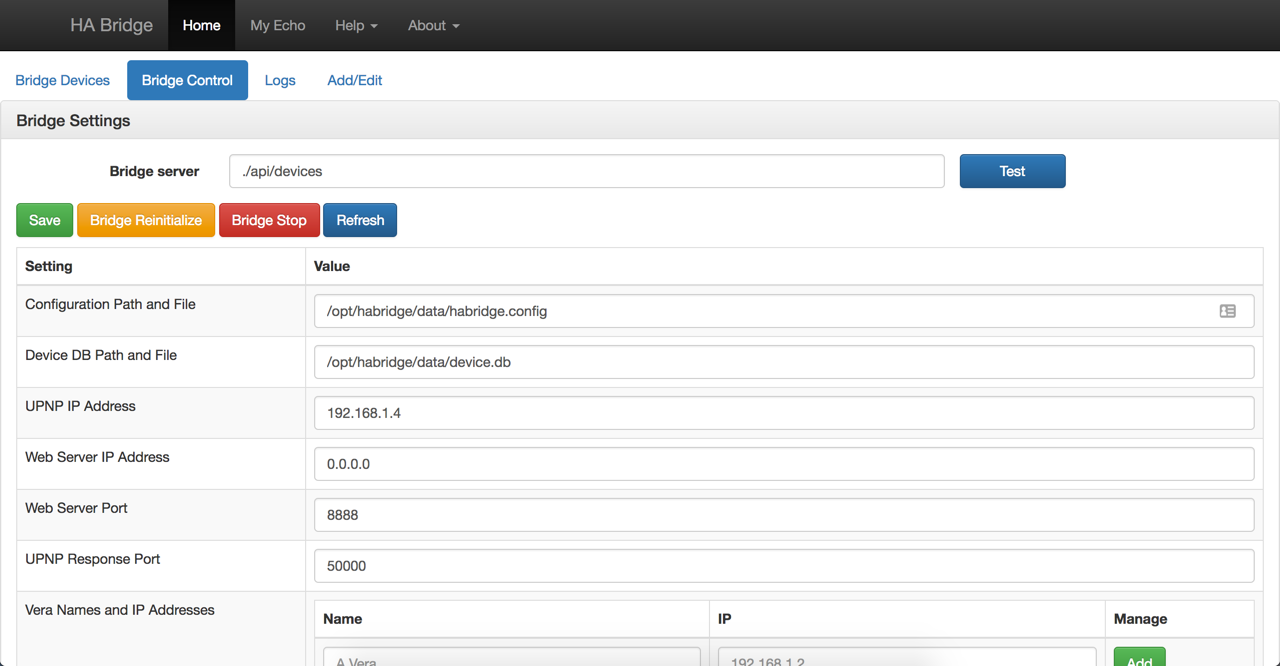 HA Bridge Home My Echo Help About
Bridge Devices Bridge Control Logs Add/Edit
Bridge Settings
Bridge server ./api/devices Test
Save Bridge Reinitialize Bridge Stop Refresh
Setting Value
Configuration Path and File /opt/habridge/data/habridge.config
Device DB Path and File /opt/habridge/data/device.db
UPNP IP Address 192.168.1.4
Web Server IP Address 0.0.0.0
Web Server Port 8888
UPNP Response Port 50000
Vera Names and IP Addresses Name IP Manage
A Vera 192.168.1.2 Add